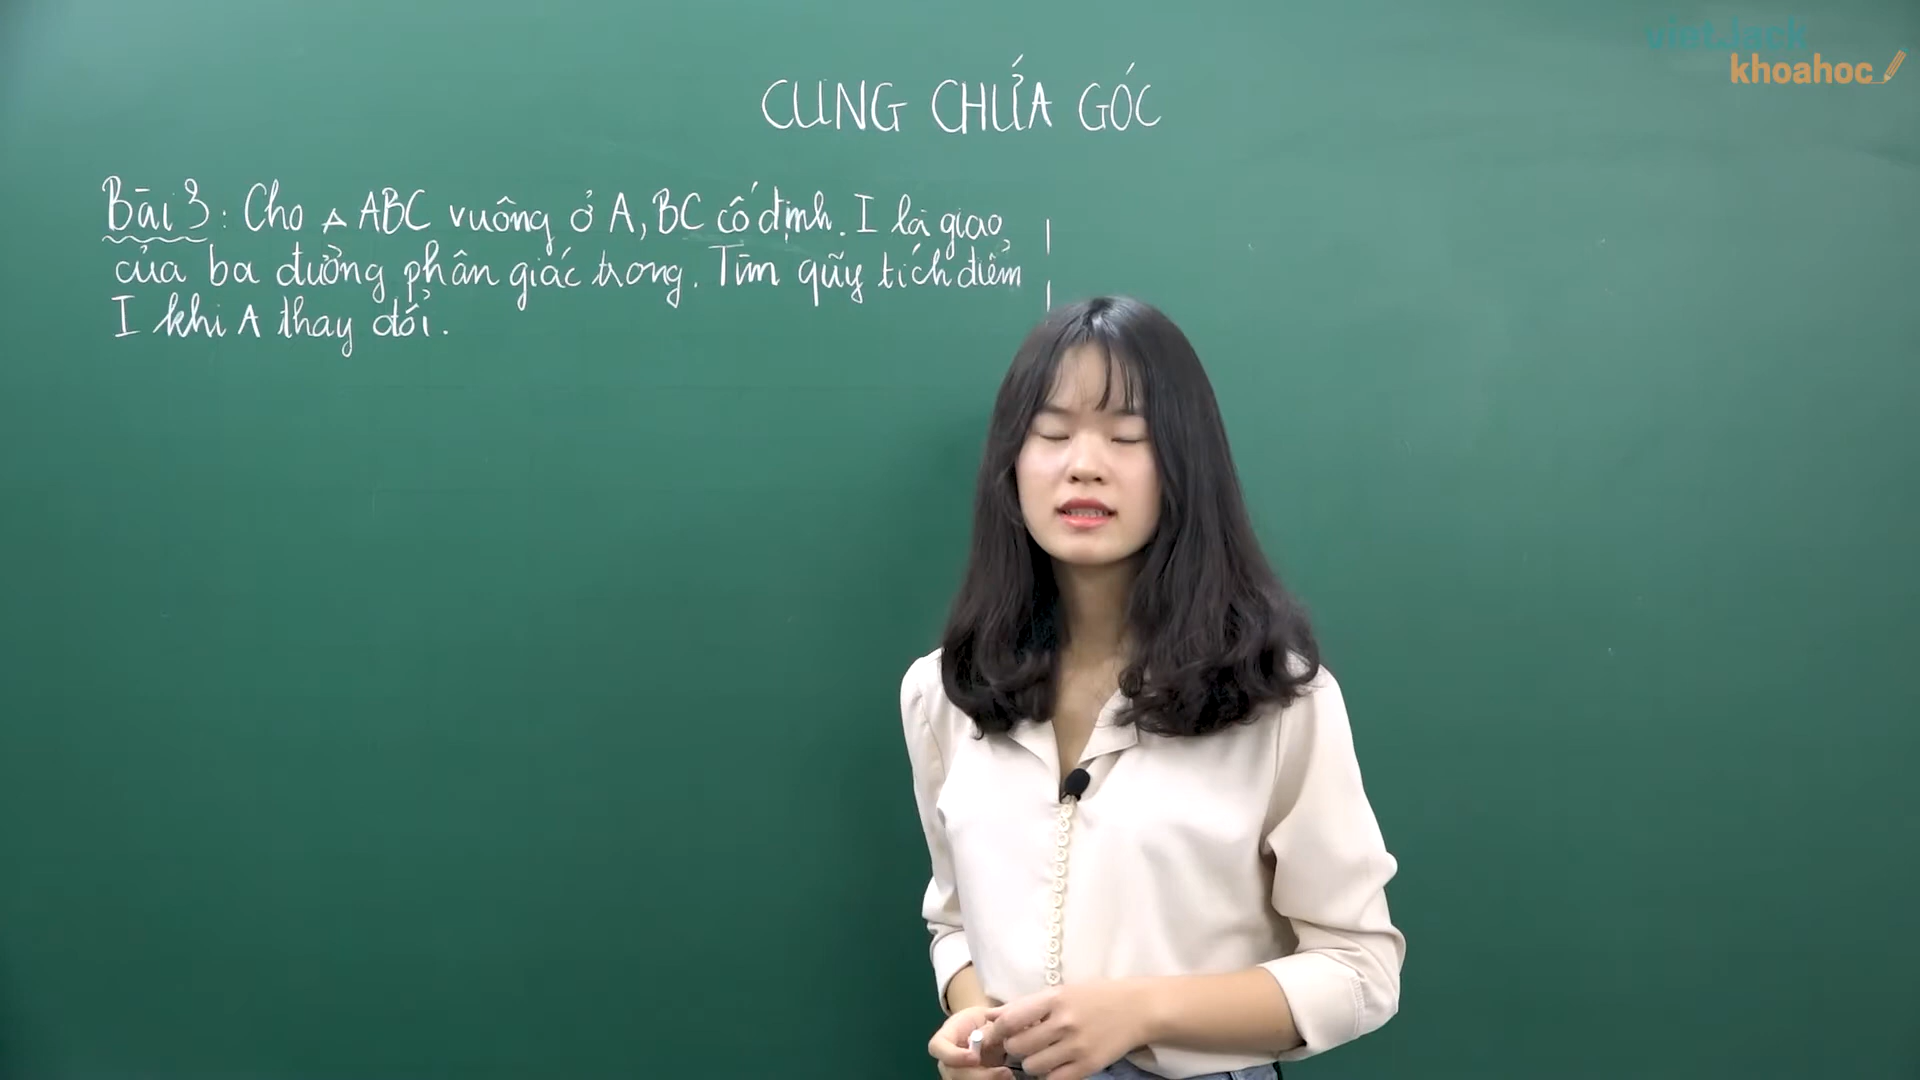 vietJack
khoahoc
CUNG CHỨA GÓC
Bài 3: Cho △ ABC vuông ở A, BC cố định. I là giao
của ba đường phân giác trong. Tìm quỹ tích điểm
I khi A thay đổi.